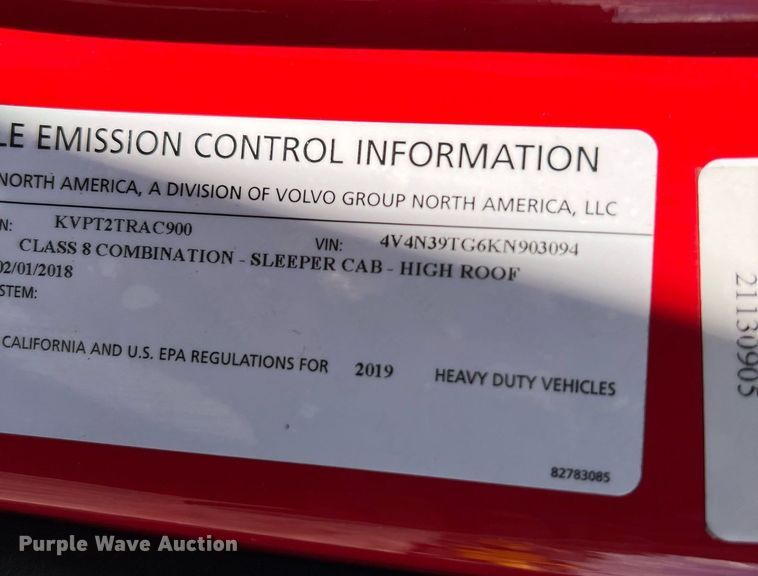 LE EMISSION CONTROL INFORMATION
NORTH AMERICA, A DIVISION OF VOLVO GROUP NORTH AMERICA, LLC
N: KVPT2TRAC900 VIN: 4V4N39TG6KN903094
CLASS 8 COMBINATION - SLEEPER CAB - HIGH ROOF
02/01/2018
STEM:
CALIFORNIA AND U.S. EPA REGULATIONS FOR 2019 HEAVY DUTY VEHICLES
82783085
21130905
Purple Wave Auction